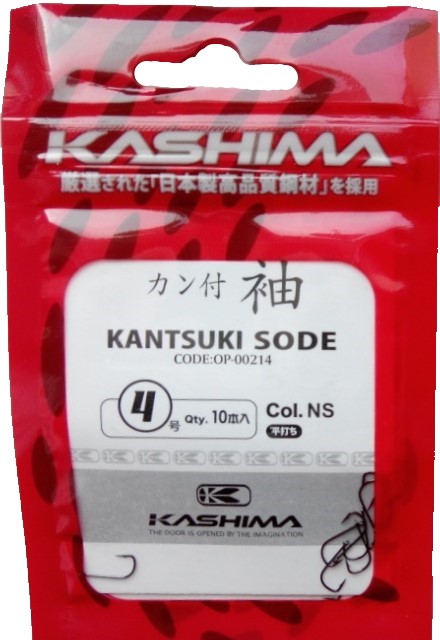 KASHIMA
厳選された「日本製高品質鋼材」を採用
カン付 袖
KANTSUKI SODE
CODE:OP-00214
4号 Qty. 10本入 Col. NS
平打ち
KASHIMA
THE DOOR IS OPENED BY THE IMAGINATION